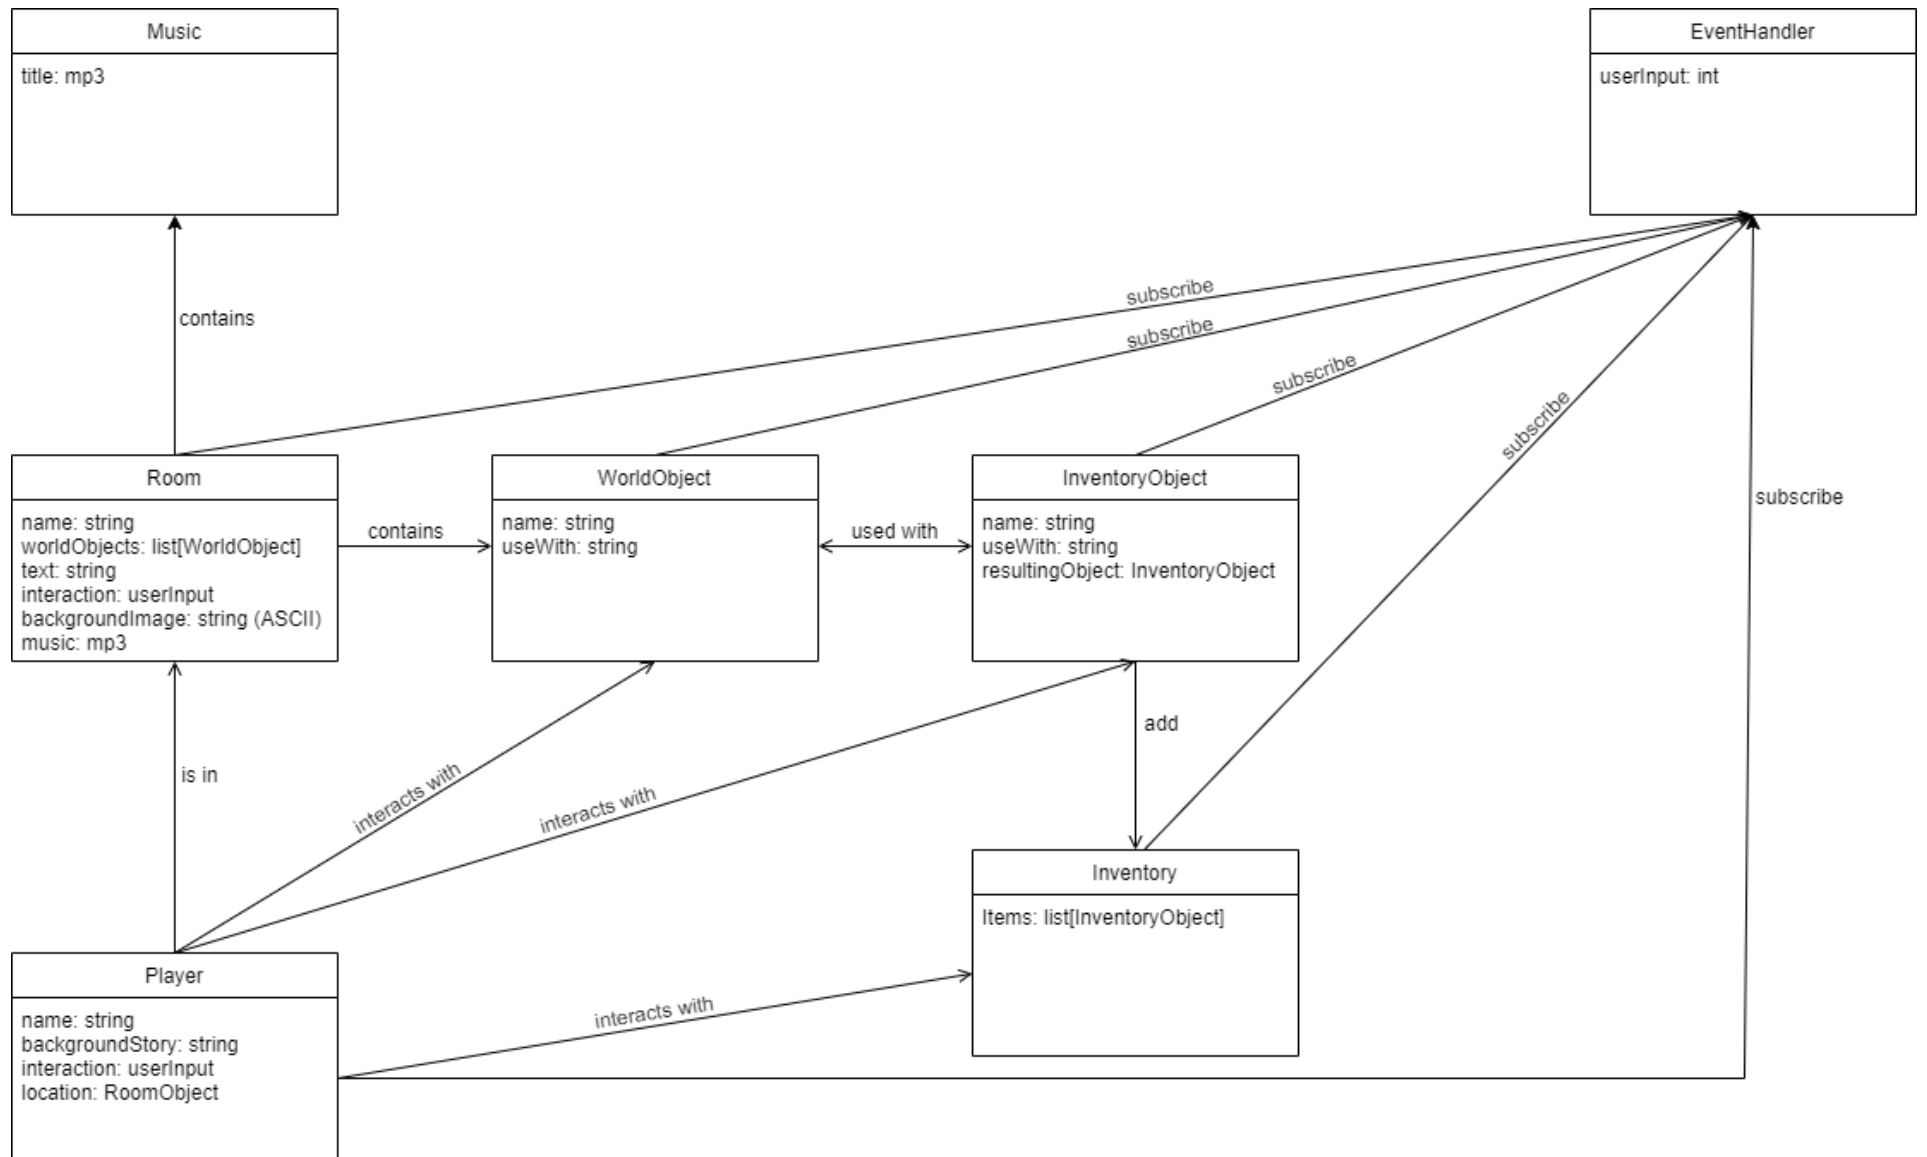 Music
title: mp3
EventHandler
userInput: int
contains
subscribe
subscribe
subscribe
subscribe
subscribe
Room
name: string
worldObjects: list[WorldObject]
text: string
interaction: userInput
backgroundImage: string (ASCII)
music: mp3
contains
WorldObject
name: string
useWith: string
used with
InventoryObject
name: string
useWith: string
resultingObject: InventoryObject
is in
interacts with
interacts with
add
Inventory
Items: list[InventoryObject]
Player
name: string
backgroundStory: string
interaction: userInput
location: RoomObject
interacts with